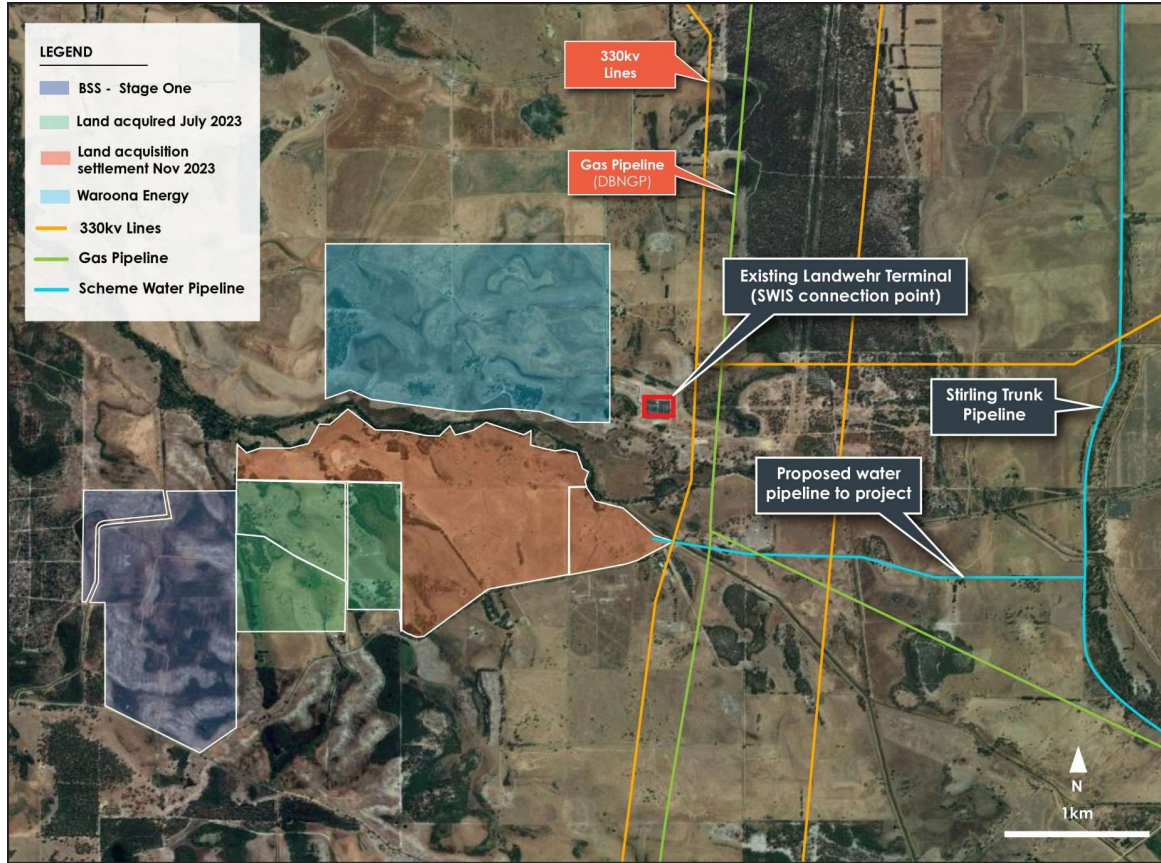 LEGEND
BSS - Stage One
Land acquired July 2023
Land acquisition
settlement Nov 2023
Waroona Energy
330kv Lines
Gas Pipeline
Scheme Water Pipeline
330kv
Lines
Gas Pipeline
(DBNGP)
Existing Landwehr Terminal
(SWIS connection point)
Stirling Trunk
Pipeline
Proposed water
pipeline to project
N
1km